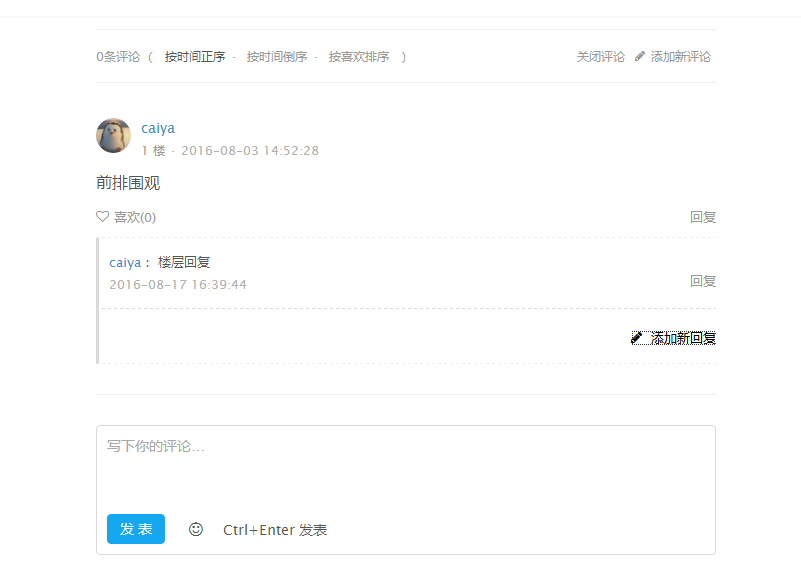 0条评论 ( 按时间正序 · 按时间倒序 · 按喜欢排序 ) 关闭评论 添加新评论
caiya
1 楼 · 2016-08-03 14:52:28
前排围观
喜欢(0) 回复
caiya : 楼层回复
2016-08-17 16:39:44 回复
添加新回复
写下你的评论...
发 表 Ctrl+Enter 发表